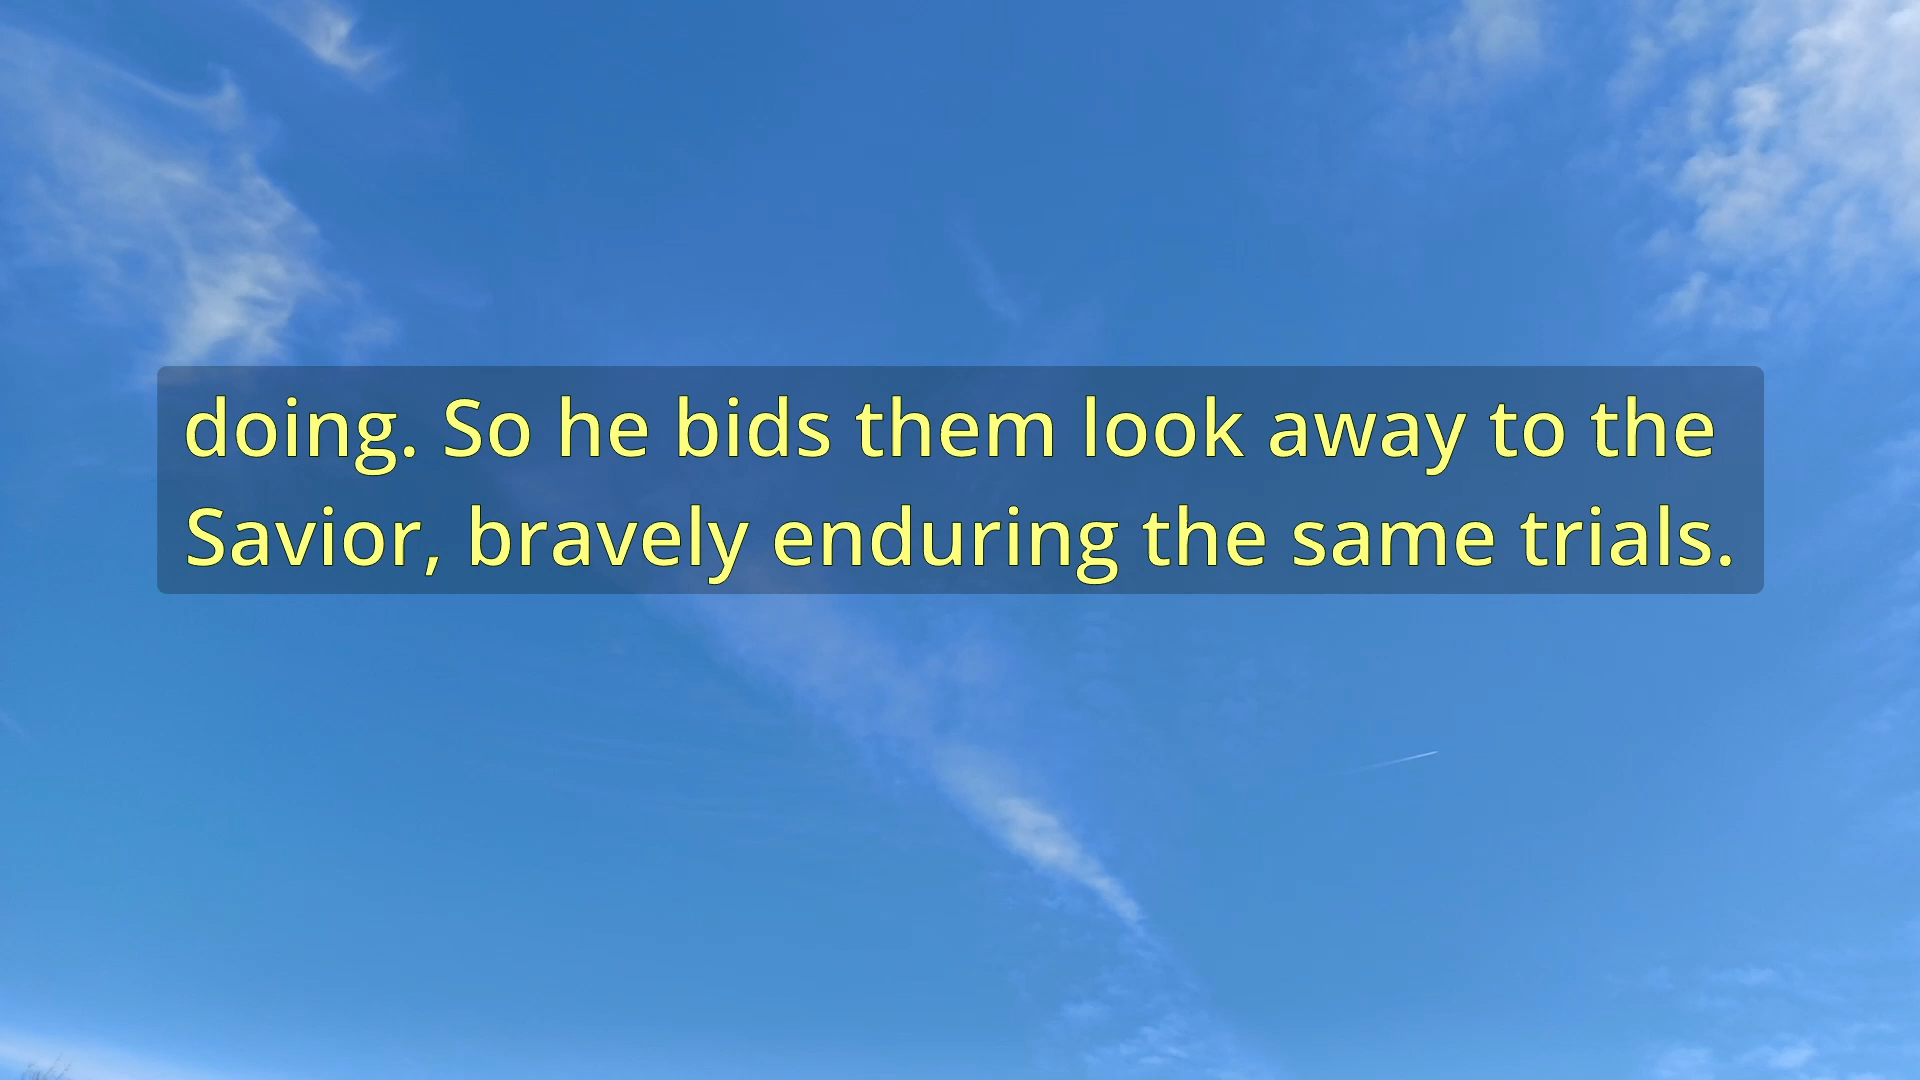 doing. So he bids them look away to the
Savior, bravely enduring the same trials.